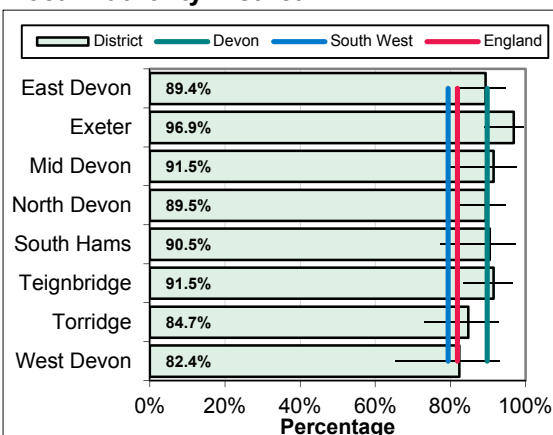 District Devon South West England
East Devon 89.4%
Exeter 96.9%
Mid Devon 91.5%
North Devon 89.5%
South Hams 90.5%
Teignbridge 91.5%
Torridge 84.7%
West Devon 82.4%
0% 20% 40% 60% 80% 100%
Percentage